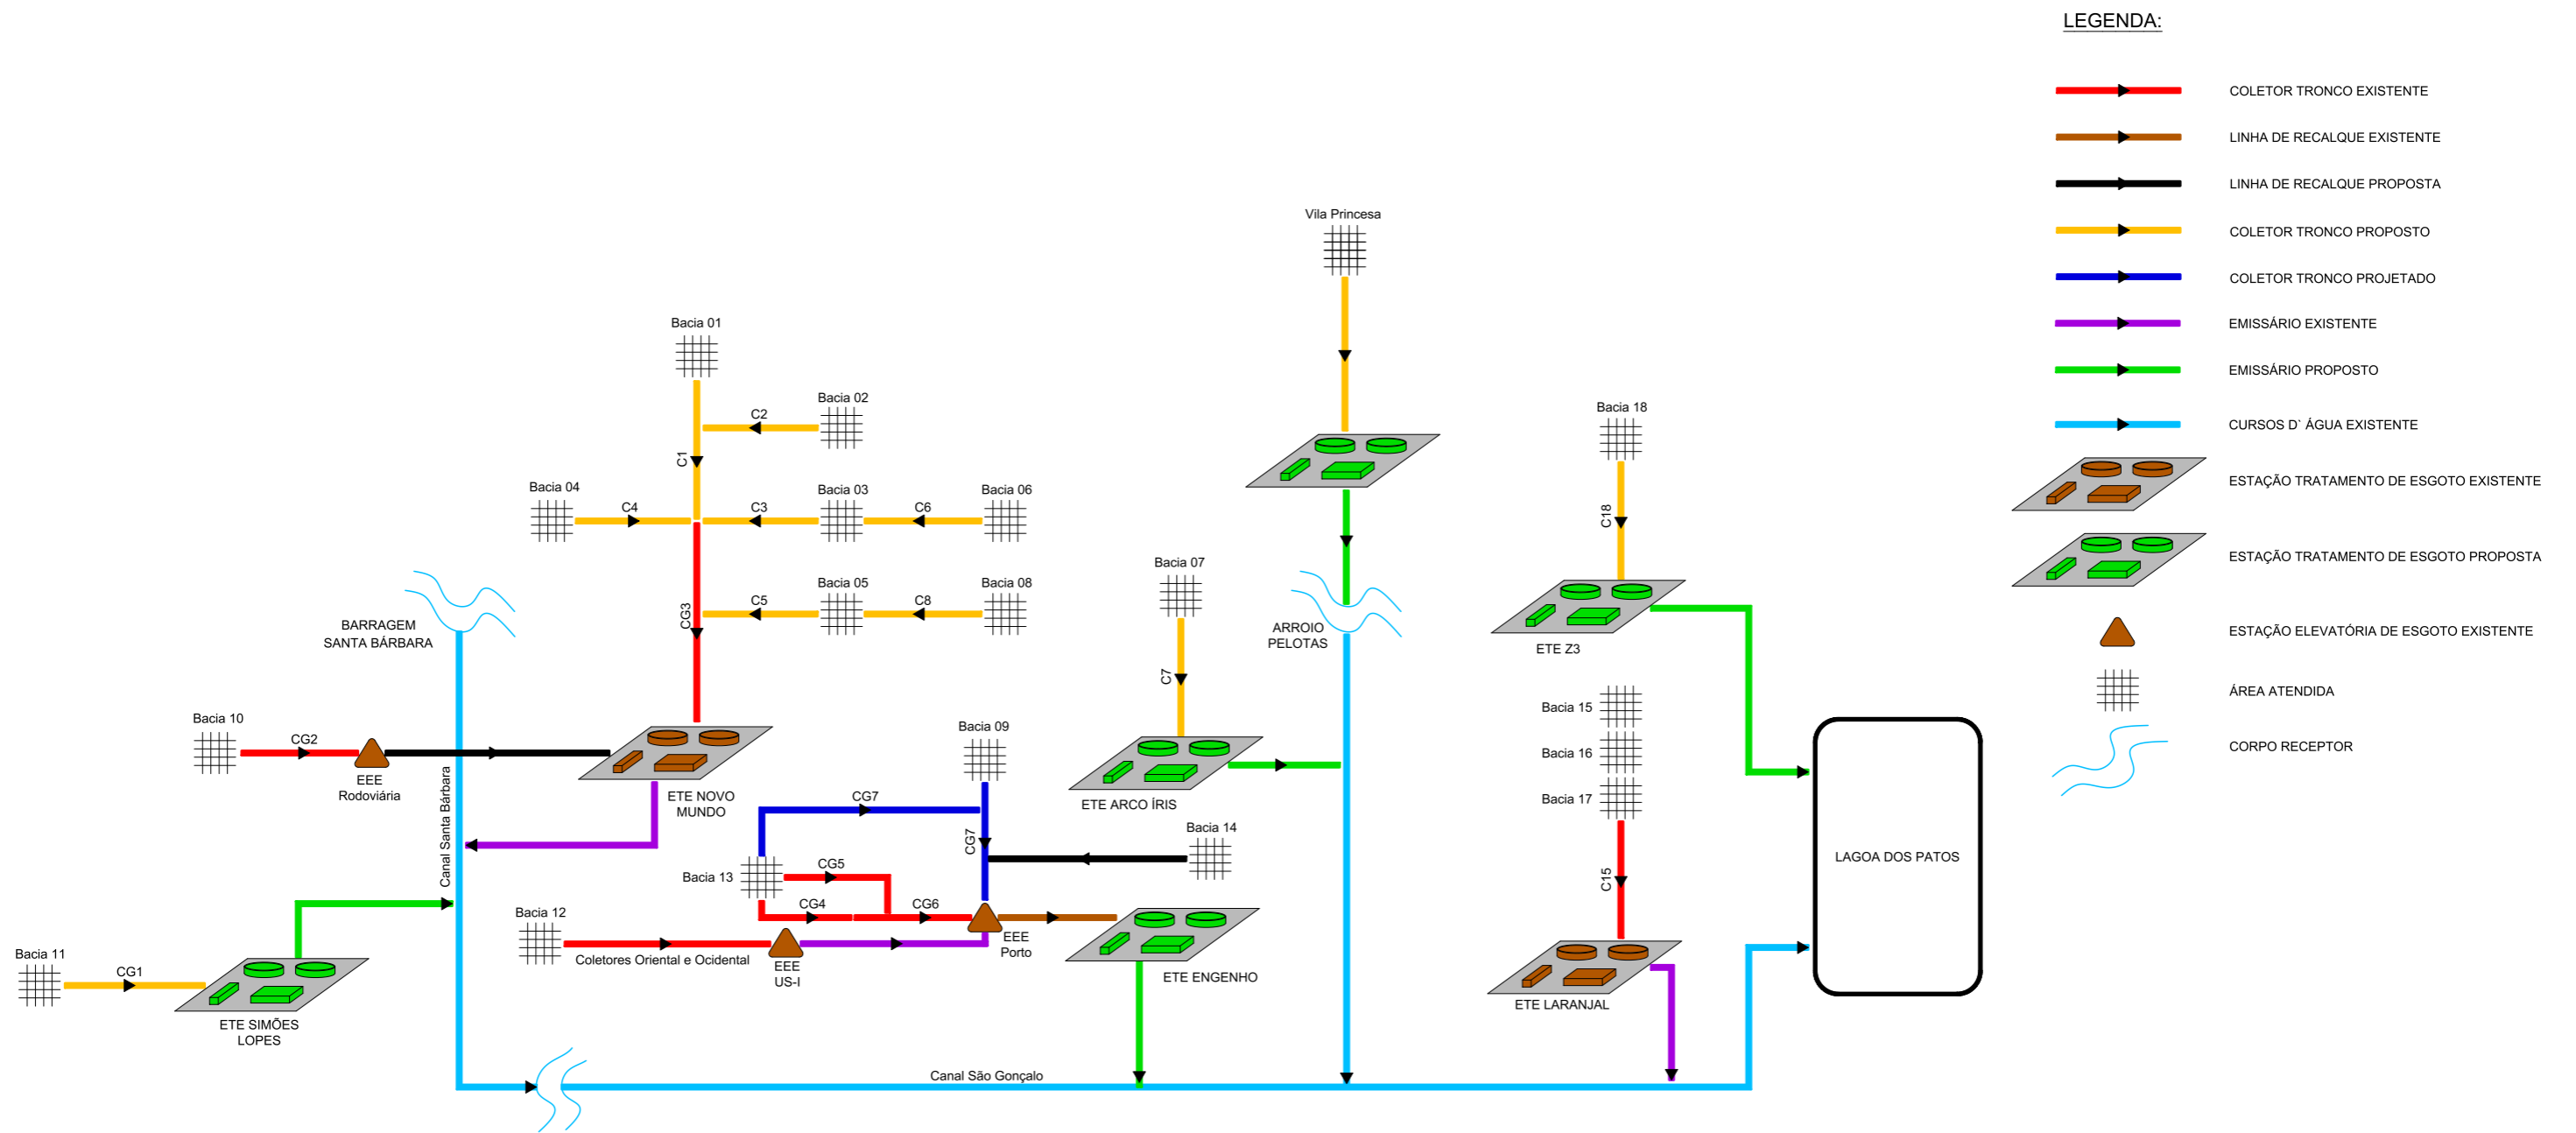 LEGENDA:
COLETOR TRONCO EXISTENTE
LINHA DE RECALQUE EXISTENTE
LINHA DE RECALQUE PROPOSTA
COLETOR TRONCO PROPOSTO
COLETOR TRONCO PROJETADO
EMISSÁRIO EXISTENTE
EMISSÁRIO PROPOSTO
CURSOS D` ÁGUA EXISTENTE
ESTAÇÃO TRATAMENTO DE ESGOTO EXISTENTE
ESTAÇÃO TRATAMENTO DE ESGOTO PROPOSTA
ESTAÇÃO ELEVATÓRIA DE ESGOTO EXISTENTE
ÁREA ATENDIDA
CORPO RECEPTOR
Vila Princesa
Bacia 01
Bacia 02
C2
C1
Bacia 18
Bacia 04
Bacia 03
Bacia 06
C4
C3
C6
C18
Bacia 07
Bacia 05
Bacia 08
C5
C8
CG3
BARRAGEM
SANTA BÁRBARA
ARROIO
PELOTAS
ETE Z3
C7
Bacia 15
Bacia 16
Bacia 17
Bacia 10
CG2
EEE
Rodoviária
Canal Santa Bárbara
ETE NOVO
MUNDO
Bacia 09
CG7
CG7
ETE ARCO ÍRIS
Bacia 14
LAGOA DOS PATOS
Bacia 13
CG5
CG4
CG6
C15
Bacia 12
Coletores Oriental e Ocidental
EEE
US-I
EEE
Porto
ETE ENGENHO
Bacia 11
CG1
ETE SIMÕES
LOPES
ETE LARANJAL
Canal São Gonçalo